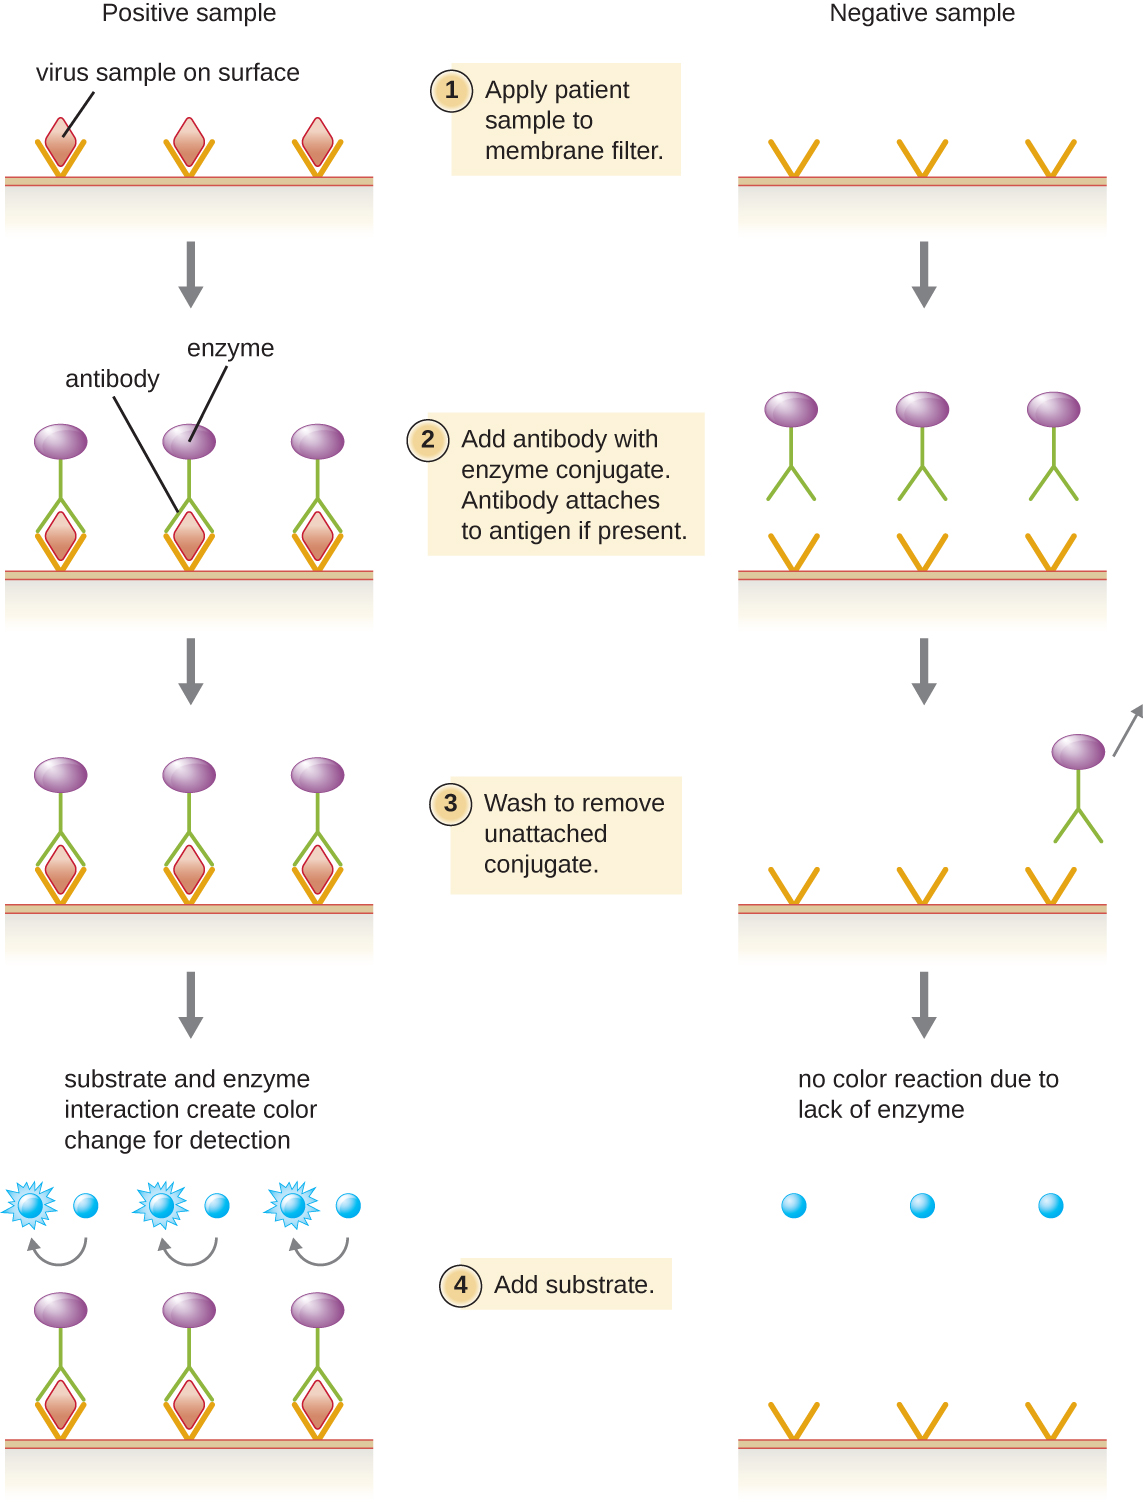 Positive sample
Negative sample
virus sample on surface
1
Apply patient
sample to
membrane filter.
enzyme
antibody
2
Add antibody with
enzyme conjugate.
Antibody attaches
to antigen if present.
3
Wash to remove
unattached
conjugate.
substrate and enzyme
interaction create color
change for detection
no color reaction due to
lack of enzyme
4
Add substrate.